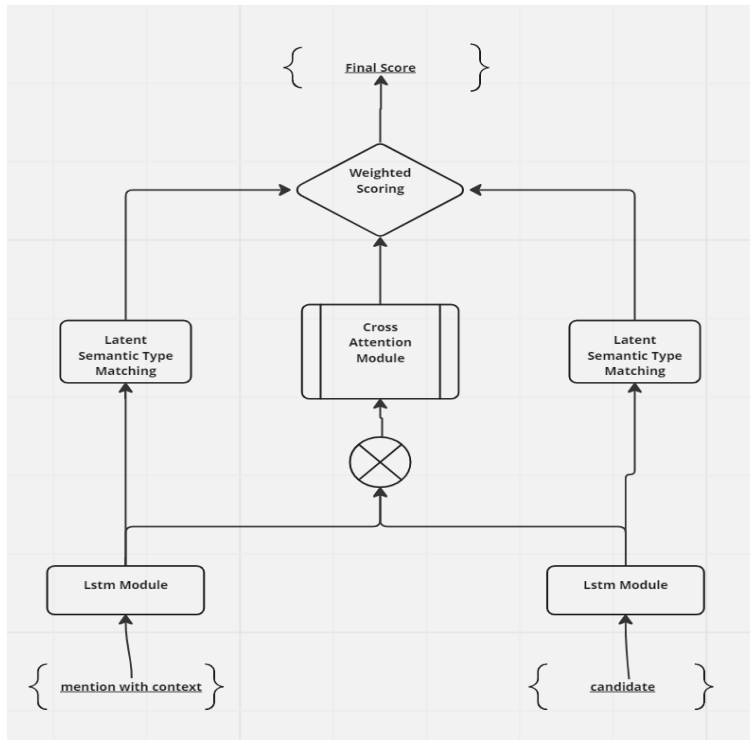 Final Score
Weighted
Scoring
Latent
Semantic Type
Matching
Cross
Attention
Module
Latent
Semantic Type
Matching
Lstm Module
Lstm Module
mention with context
candidate